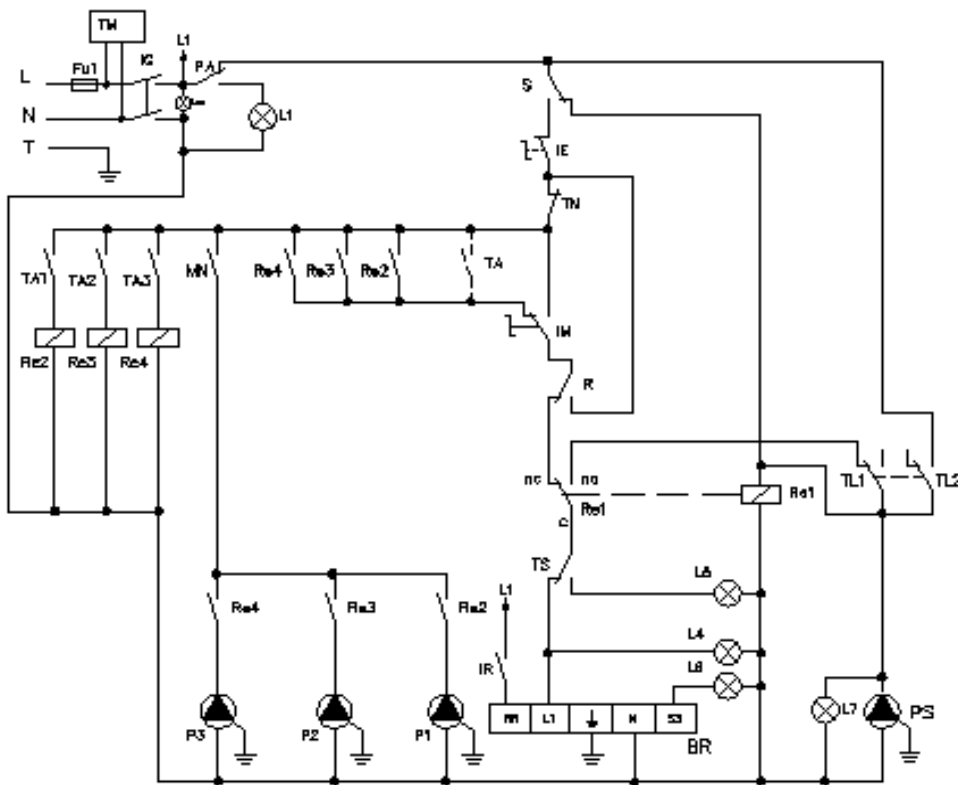 TM
L1
Fu1
IG
PA
L
L1
S
N
T
IE
TN
TA1
TA2
TA3
MN
Re4
Re3
Re2
TA
IM
Re2
Re3
Re4
R
nc
no
Re1
TL1
TL2
Re1
C
TS
L1
L5
Re4
Re3
Re2
L4
IR
L6
RR
L1
N
S3
L7
PS
P3
P2
P1
BR